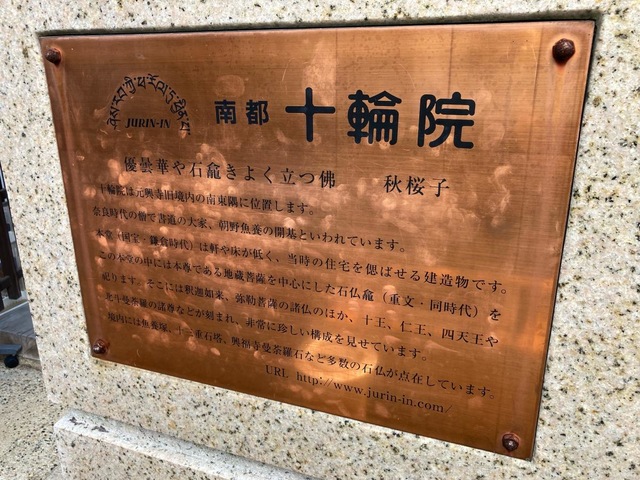 JURIN-IN
南都 十輪院
優曇華や石龕きよく立つ佛 秋桜子
十輪院は元興寺旧境内の南東隅に位置します。
奈良時代の僧で書道の大家、朝野魚養の開基といわれています。
本堂（国宝・鎌倉時代）は軒や床が低く、当時の住宅を偲ばせる建造物です。
この本堂の中には本尊である地蔵菩薩を中心にした石仏龕（重文・同時代）を
祀ります。そこには釈迦如来、弥勒菩薩の諸仏のほか、十王、仁王、四天王や
北斗曼荼羅の諸尊などが刻まれ、非常に珍しい構成を見せています。
境内には魚養塚、十三重石塔、興福寺曼荼羅石など多数の石仏が点在しています。
URL http://www.jurin-in.com/